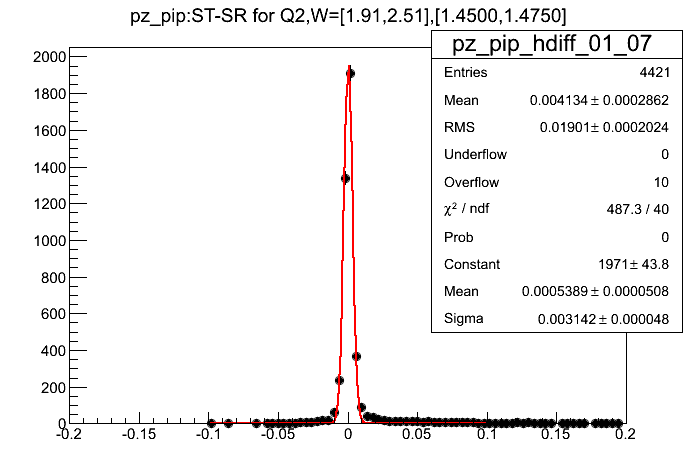 pz_pip:ST-SR for Q2,W=[1.91,2.51],[1.4500,1.4750]
pz_pip_hdiff_01_07
Entries 4421
Mean 0.004134 ± 0.0002862
RMS 0.01901 ± 0.0002024
Underflow 0
Overflow 10
χ² / ndf 487.3 / 40
Prob 0
Constant 1971 ± 43.8
Mean 0.0005389 ± 0.0000508
Sigma 0.003142 ± 0.000048
2000
1800
1600
1400
1200
1000
800
600
400
200
0
-0.2 -0.15 -0.1 -0.05 0 0.05 0.1 0.15 0.2